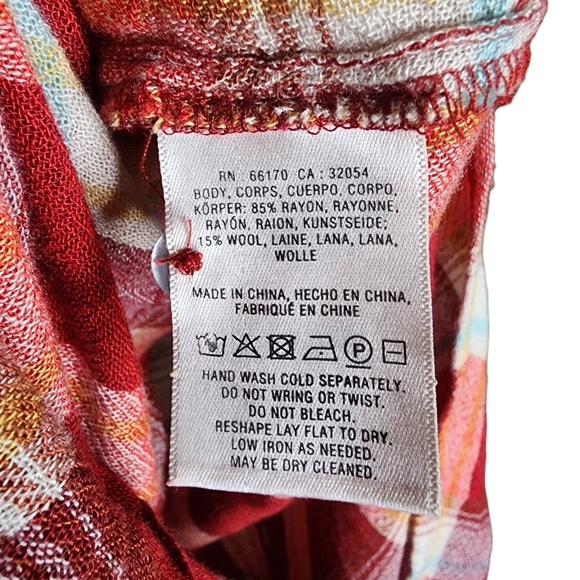 RN : 66170 CA : 32054
BODY, CORPS, CUERPO, CORPO,
KÖRPER: 85% RAYON, RAYONNE,
RAYÓN, RAION, KUNSTSEIDE;
15% WOOL, LAINE, LANA, LANA,
WOLLE
MADE IN CHINA, HECHO EN CHINA,
FABRIQUÉ EN CHINE
P
HAND WASH COLD SEPARATELY.
DO NOT WRING OR TWIST.
DO NOT BLEACH.
RESHAPE LAY FLAT TO DRY.
LOW IRON AS NEEDED.
MAY BE DRY CLEANED.